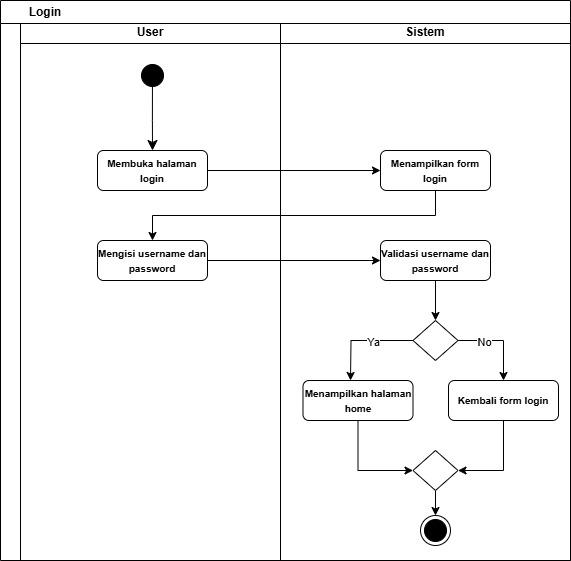 Login
User
Sistem
Membuka halaman
login
Menampilkan form
login
Mengisi username dan
password
Validasi username dan
password
Ya
No
Menampilkan halaman
home
Kembali form login